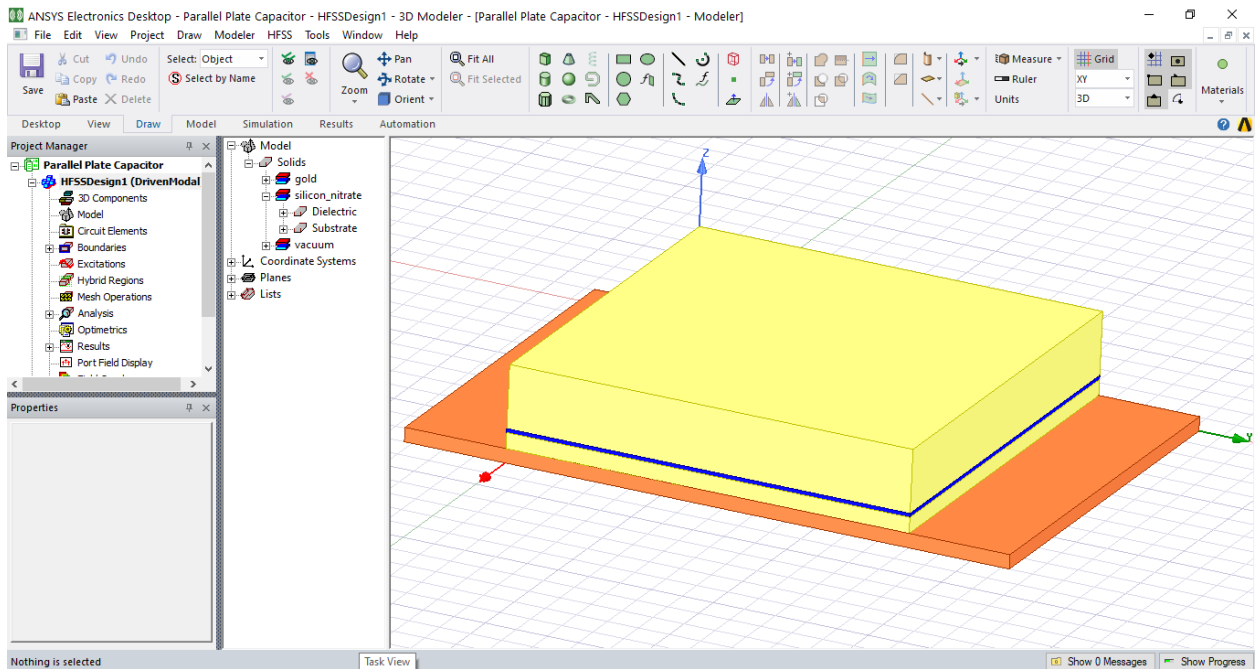 ANSYS Electronics Desktop - Parallel Plate Capacitor - HFSSDesign1 - 3D Modeler - [Parallel Plate Capacitor - HFSSDesign1 - Modeler]
File Edit View Project Draw Modeler HFSS Tools Window Help
Save
Cut Undo
Copy Redo
Paste Delete
Select: Object
Select by Name
Zoom
Pan
Rotate
Orient
Fit All
Fit Selected
Measure
Ruler
Units
Grid
XY
3D
Materials
Desktop View Draw Model Simulation Results Automation
Project Manager
Parallel Plate Capacitor
HFSSDesign1 (DrivenModal
3D Components
Model
Circuit Elements
Boundaries
Excitations
Hybrid Regions
Mesh Operations
Analysis
Optimetrics
Results
Port Field Display
Properties
Model
Solids
gold
silicon_nitrate
Dielectric
Substrate
vacuum
Coordinate Systems
Planes
Lists
Z
Y
Nothing is selected
Task View
Show 0 Messages
Show Progress